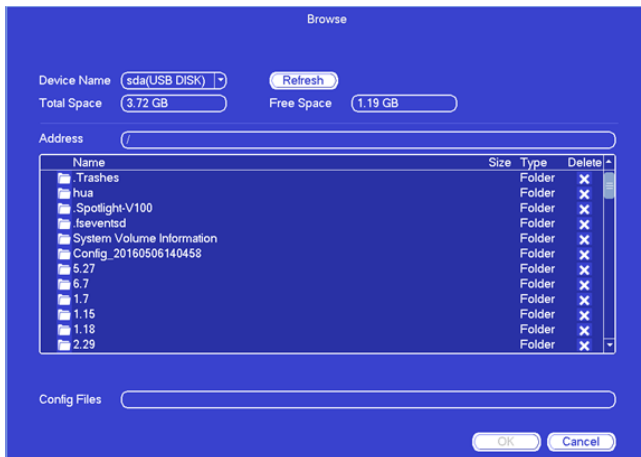 Browse
Device Name sda(USB DISK) Refresh
Total Space 3.72 GB Free Space 1.19 GB
Address /
Name Size Type Delete
.Trashes Folder
hua Folder
.Spotlight-V100 Folder
.fseventsd Folder
System Volume Information Folder
Config_20160506140458 Folder
5.27 Folder
6.7 Folder
1.7 Folder
1.15 Folder
1.18 Folder
2.29 Folder
Config Files
OK Cancel